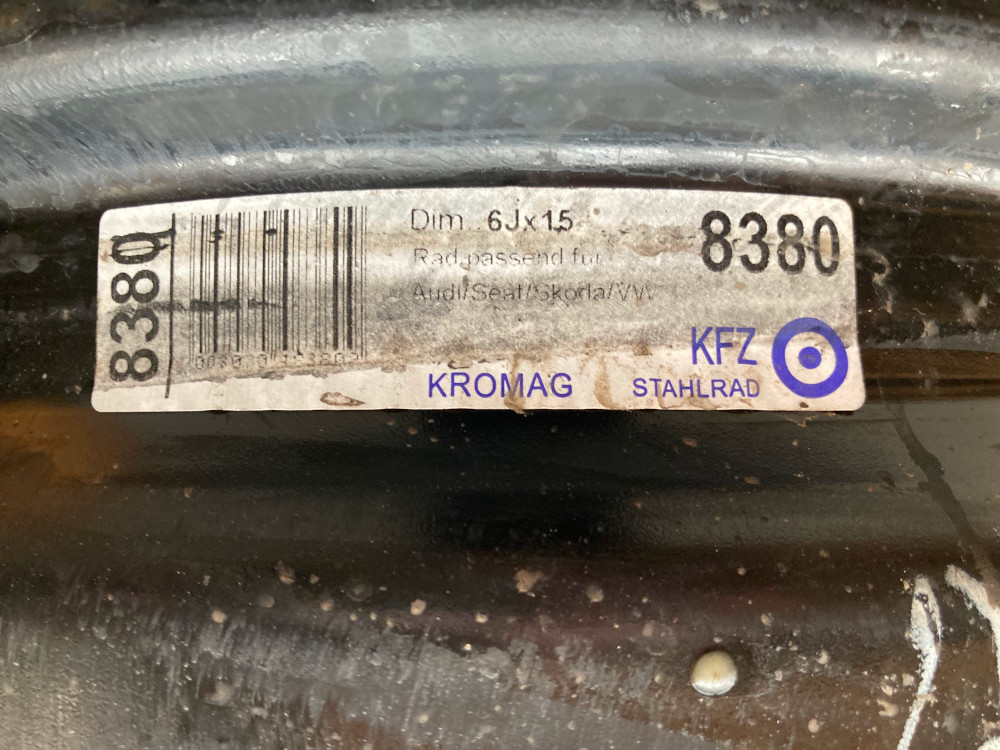 8380
Dim. 6Jx15
Rad passend für
Audi/Seat/Skoda/VW
8380
KFZ
KROMAG STAHLRAD